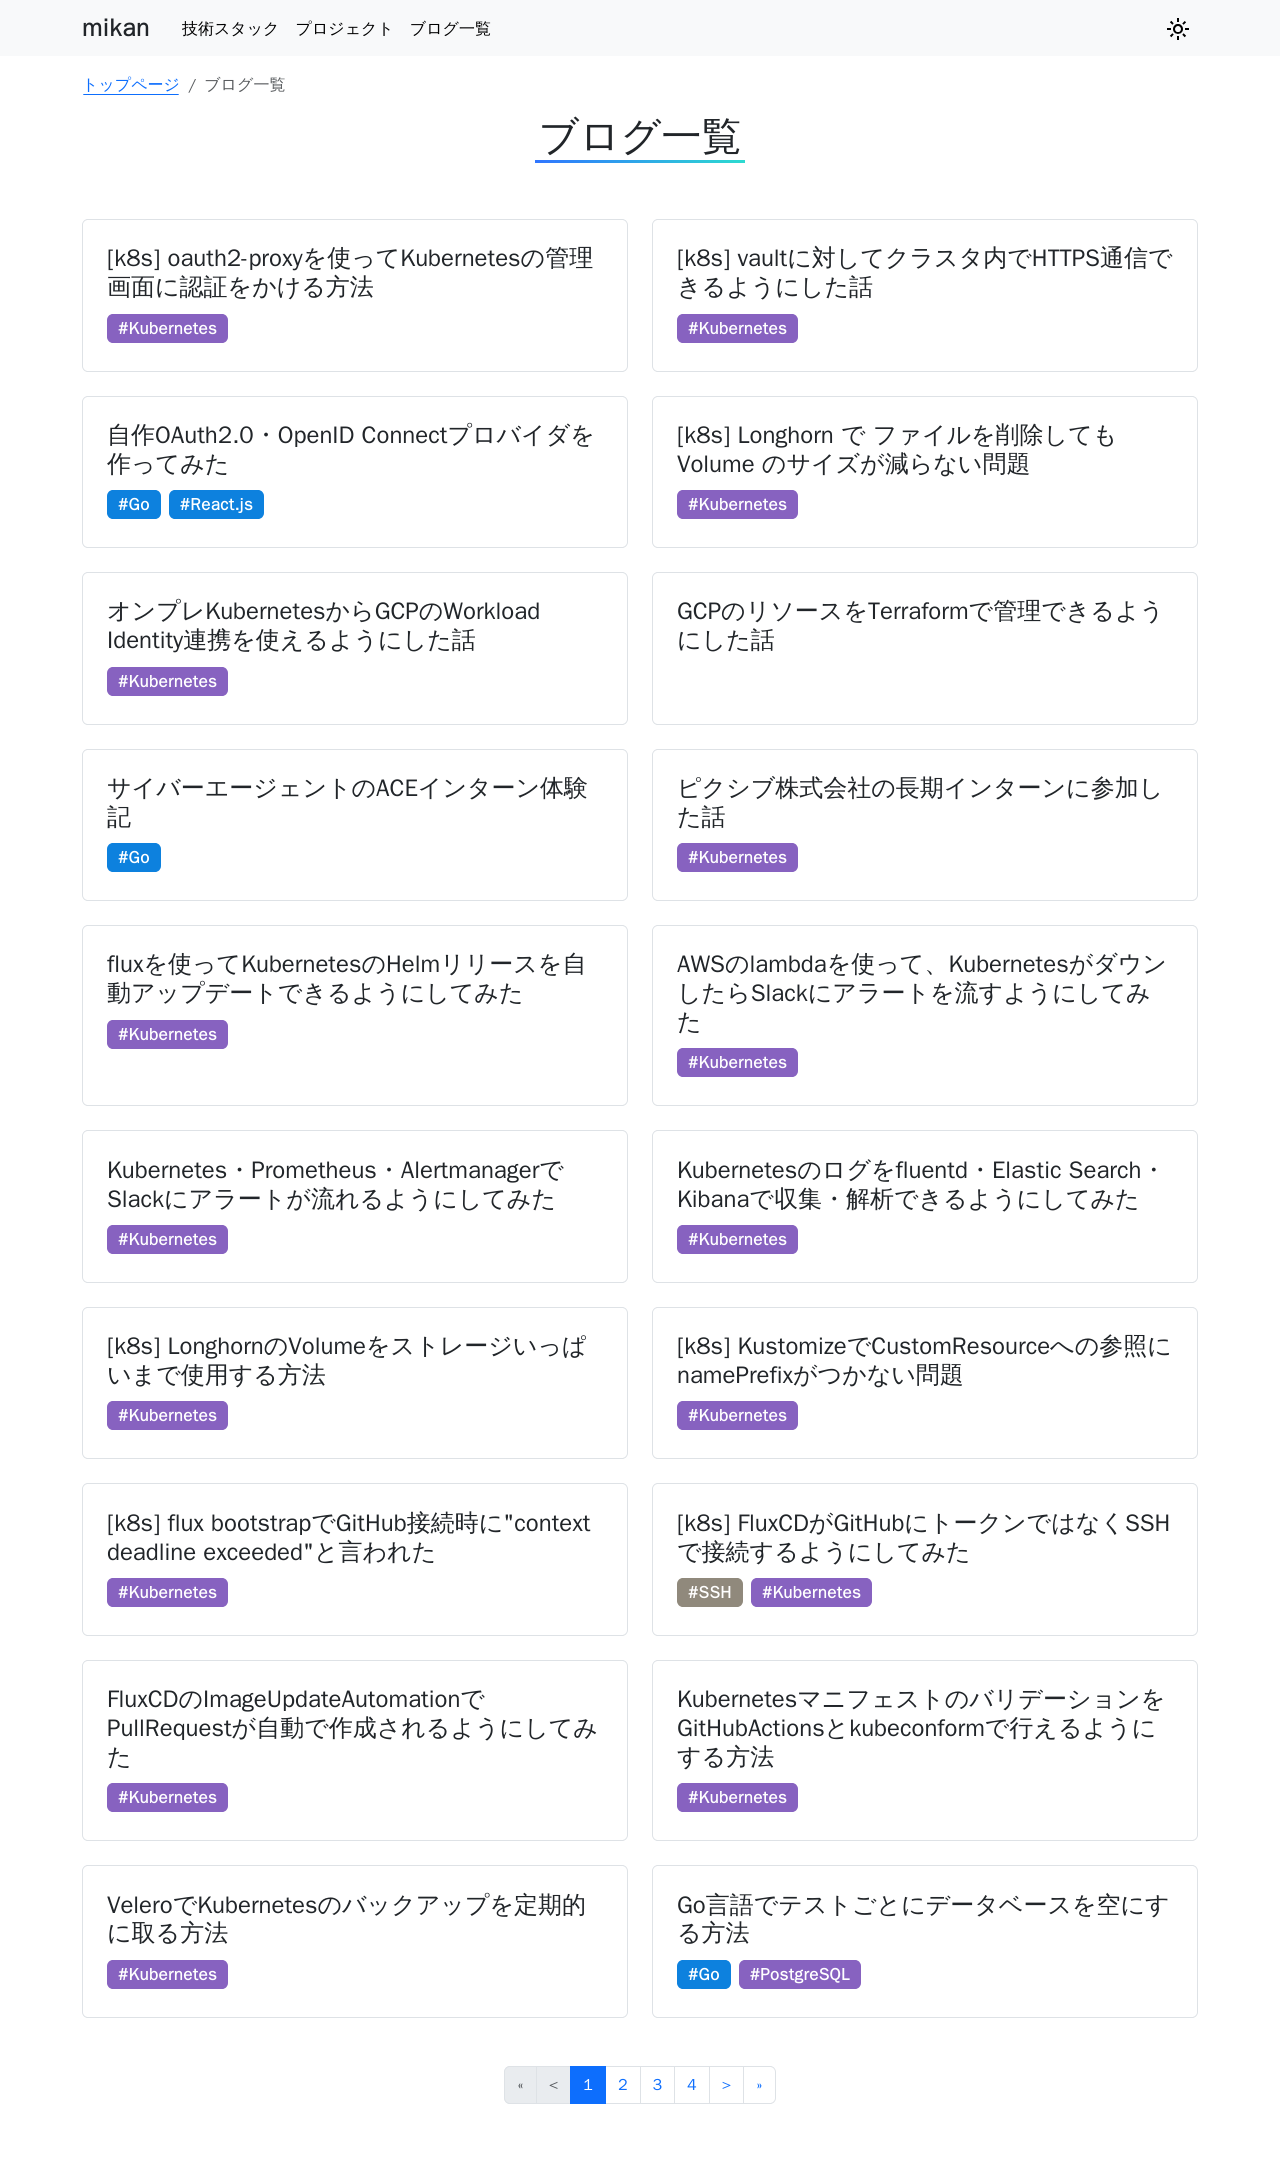 mikan 技術スタック プロジェクト ブログ一覧
トップページ / ブログ一覧
ブログ一覧
[k8s] oauth2-proxyを使ってKubernetesの管理
画面に認証をかける方法
#Kubernetes
[k8s] vaultに対してクラスタ内でHTTPS通信で
きるようにした話
#Kubernetes
自作OAuth2.0・OpenID Connectプロバイダを
作ってみた
#Go #React.js
[k8s] Longhorn で ファイルを削除しても
Volume のサイズが減らない問題
#Kubernetes
オンプレKubernetesからGCPのWorkload
Identity連携を使えるようにした話
#Kubernetes
GCPのリソースをTerraformで管理できるよう
にした話
サイバーエージェントのACEインターン体験
記
#Go
ピクシブ株式会社の長期インターンに参加し
た話
#Kubernetes
fluxを使ってKubernetesのHelmリリースを自
動アップデートできるようにしてみた
#Kubernetes
AWSのlambdaを使って、Kubernetesがダウン
したらSlackにアラートを流すようにしてみ
た
#Kubernetes
Kubernetes・Prometheus・Alertmanagerで
Slackにアラートが流れるようにしてみた
#Kubernetes
Kubernetesのログをfluentd・Elastic Search・
Kibanaで収集・解析できるようにしてみた
#Kubernetes
[k8s] LonghornのVolumeをストレージいっぱ
いまで使用する方法
#Kubernetes
[k8s] KustomizeでCustomResourceへの参照に
namePrefixがつかない問題
#Kubernetes
[k8s] flux bootstrapでGitHub接続時に"context
deadline exceeded"と言われた
#Kubernetes
[k8s] FluxCDがGitHubにトークンではなくSSH
で接続するようにしてみた
#SSH #Kubernetes
FluxCDのImageUpdateAutomationで
PullRequestが自動で作成されるようにしてみ
た
#Kubernetes
Kubernetesマニフェストのバリデーションを
GitHubActionsとkubeconformで行えるように
する方法
#Kubernetes
VeleroでKubernetesのバックアップを定期的
に取る方法
#Kubernetes
Go言語でテストごとにデータベースを空にす
る方法
#Go #PostgreSQL
« < 1 2 3 4 > »